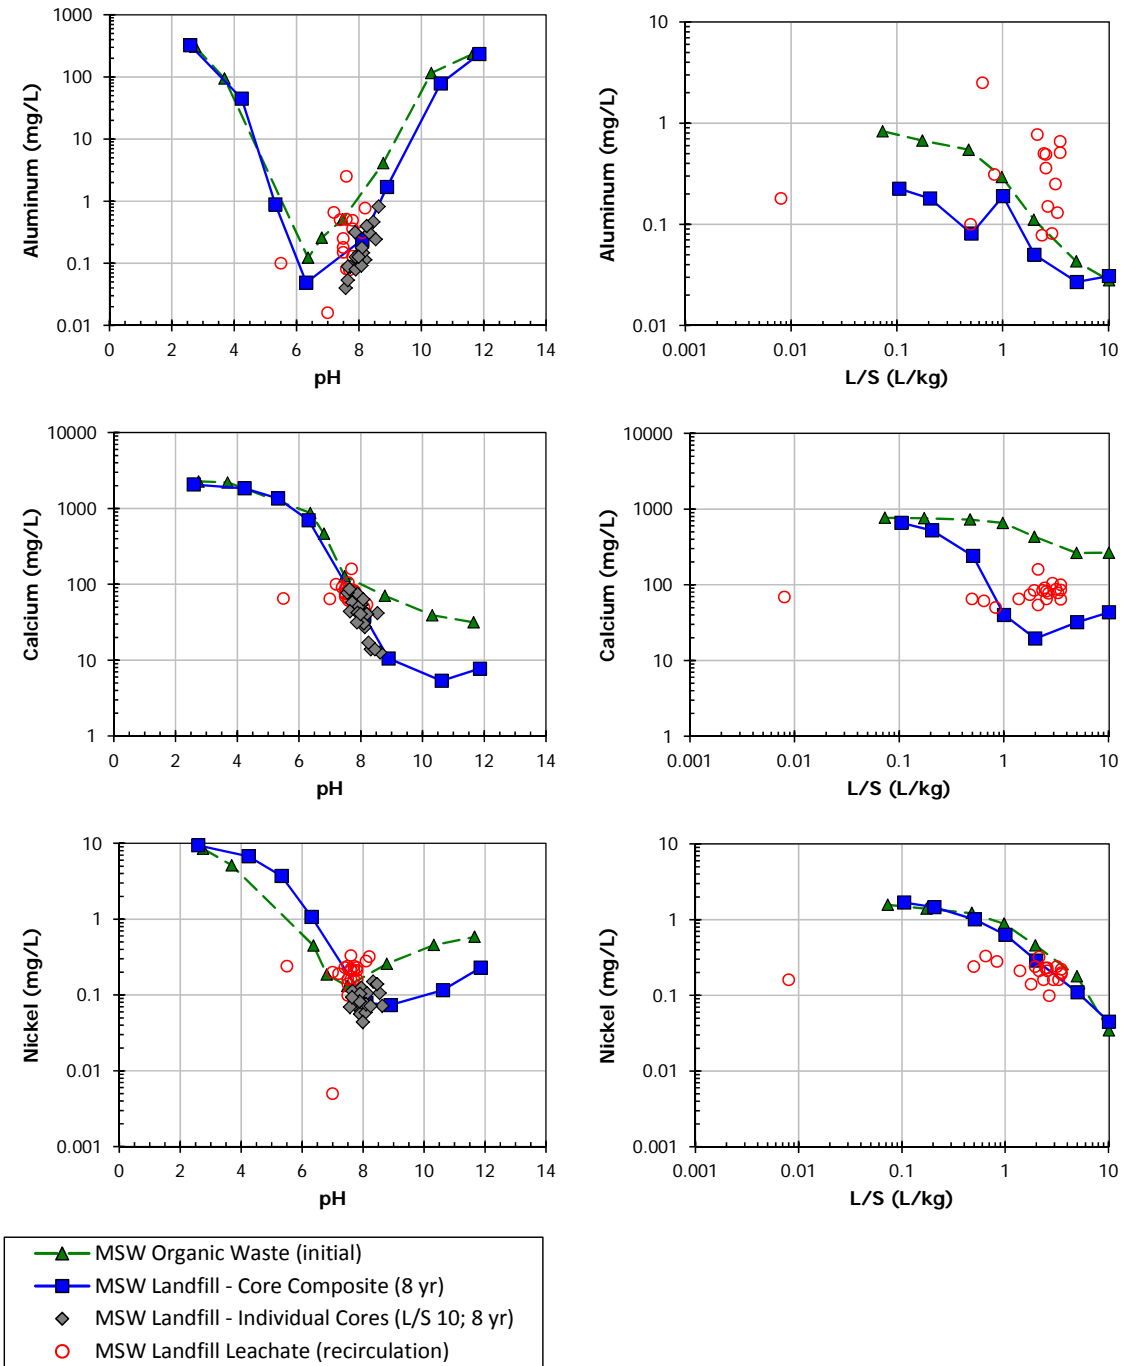 1000
100
10
1
0.1
0.01
Aluminum (mg/L)
0 2 4 6 8 10 12 14
pH
10
1
0.1
0.01
Aluminum (mg/L)
0.001 0.01 0.1 1 10
L/S (L/kg)
10000
1000
100
10
1
Calcium (mg/L)
0 2 4 6 8 10 12 14
pH
10000
1000
100
10
1
Calcium (mg/L)
0.001 0.01 0.1 1 10
L/S (L/kg)
10
1
0.1
0.01
0.001
Nickel (mg/L)
0 2 4 6 8 10 12 14
pH
10
1
0.1
0.01
0.001
Nickel (mg/L)
0.001 0.01 0.1 1 10
L/S (L/kg)
MSW Organic Waste (initial)
MSW Landfill - Core Composite (8 yr)
MSW Landfill - Individual Cores (L/S 10; 8 yr)
MSW Landfill Leachate (recirculation)